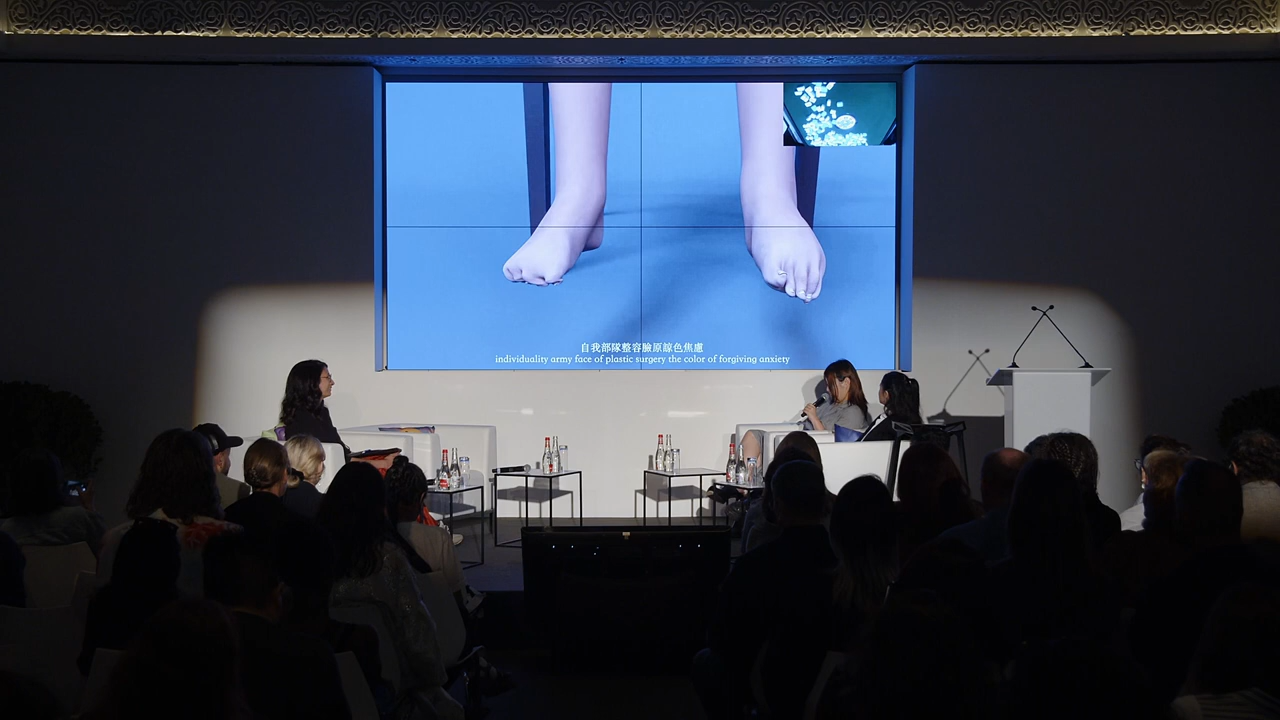 自我部隊整容臉原諒色焦慮
individuality army face of plastic surgery the color of forgiving anxiety